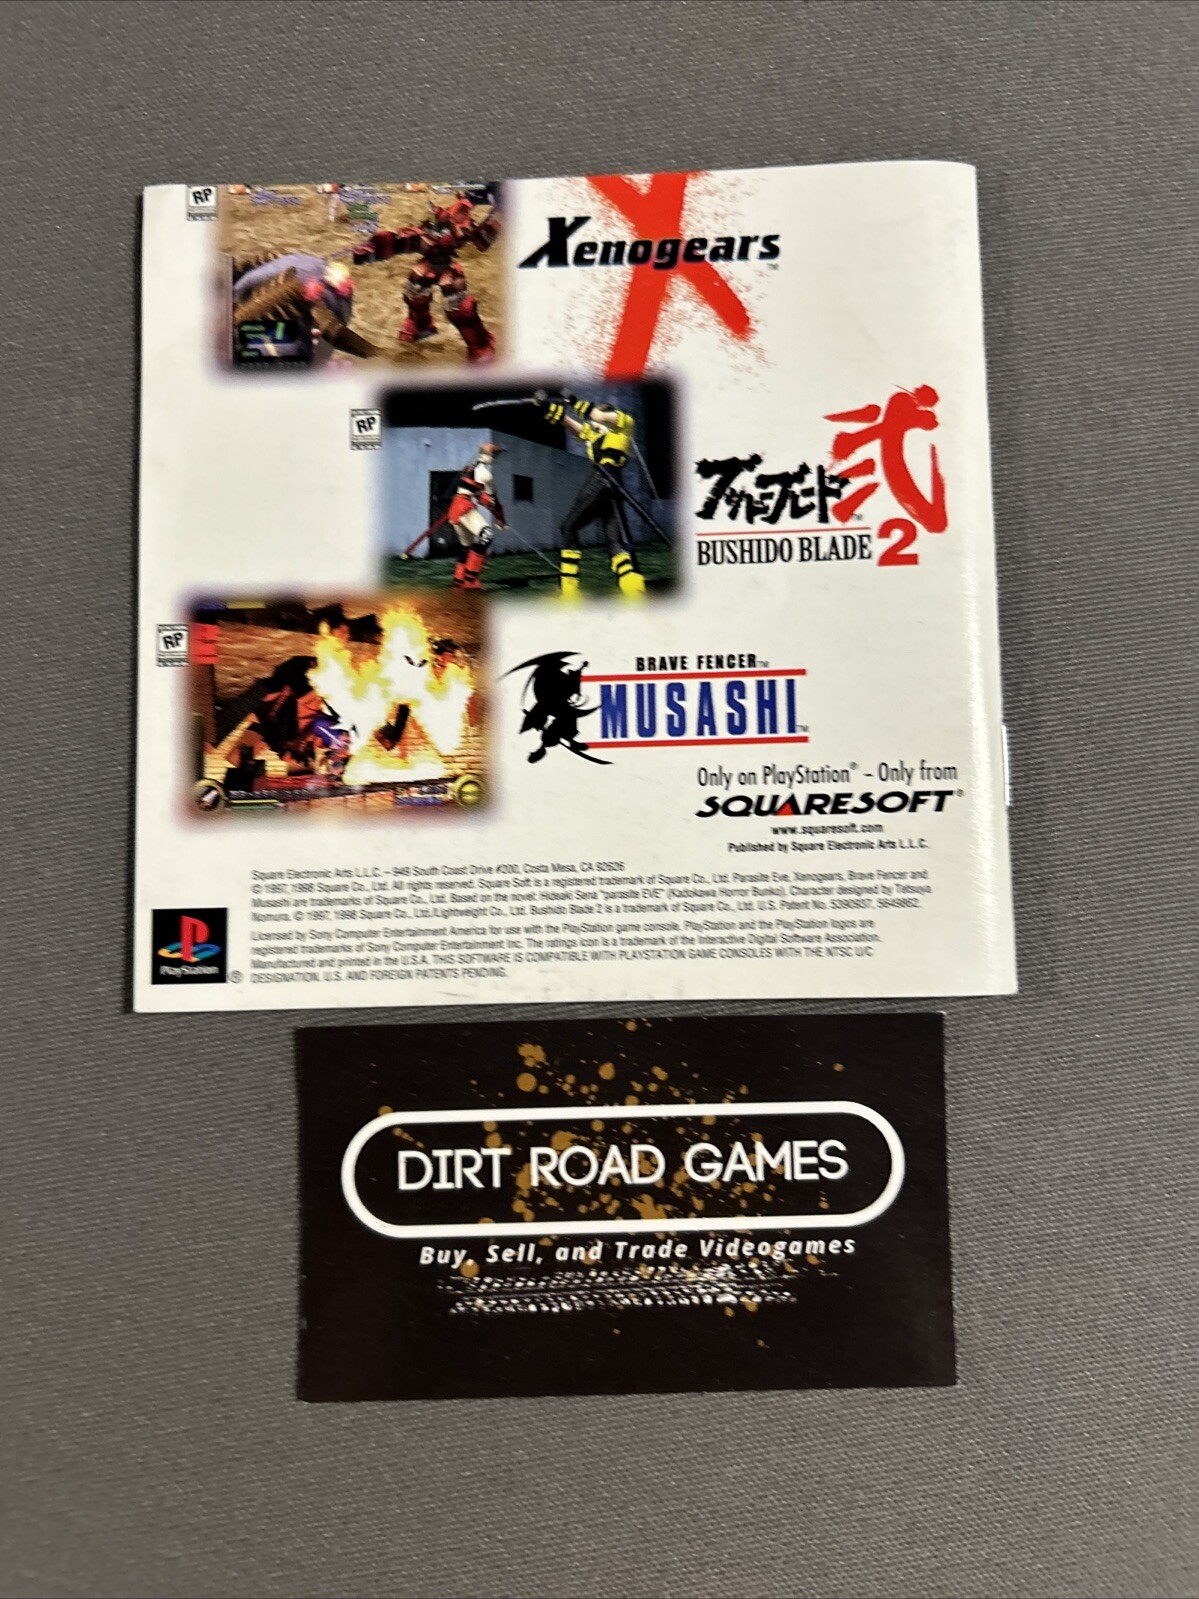 RP
Xenogears™
RP
ブシドーブレード弐™
BUSHIDO BLADE 2
RP
BRAVE FENCER™
MUSASHI™
Only on PlayStation® – Only from
SQUARESOFT®
www.squaresoft.com
Published by Square Electronic Arts L.L.C.
Square Electronic Arts L.L.C. – 949 South Coast Drive #200, Costa Mesa, CA 92626
© 1997, 1998 Square Co., Ltd. All rights reserved. Square Soft is a registered trademark of Square Co., Ltd. Parasite Eve, Xenogears, Brave Fencer and
Musashi are trademarks of Square Co., Ltd. Based on the novel: Hideaki Sena "parasite EVE" (Kadokawa Horror Bunko). Character designed by Tetsuya
Nomura. © 1997, 1998 Square Co., Ltd./Lightweight Co., Ltd. Bushido Blade 2 is a trademark of Square Co., Ltd. U.S. Patent No. 5390937, 5649862.
Licensed by Sony Computer Entertainment America for use with the PlayStation game console. PlayStation and the PlayStation logos are
registered trademarks of Sony Computer Entertainment Inc. The ratings icon is a trademark of the Interactive Digital Software Association.
Manufactured and printed in the U.S.A. THIS SOFTWARE IS COMPATIBLE WITH PLAYSTATION GAME CONSOLES WITH THE NTSC U/C
DESIGNATION. U.S. AND FOREIGN PATENTS PENDING.
PlayStation ®
DIRT ROAD GAMES
Buy, Sell, and Trade Videogames